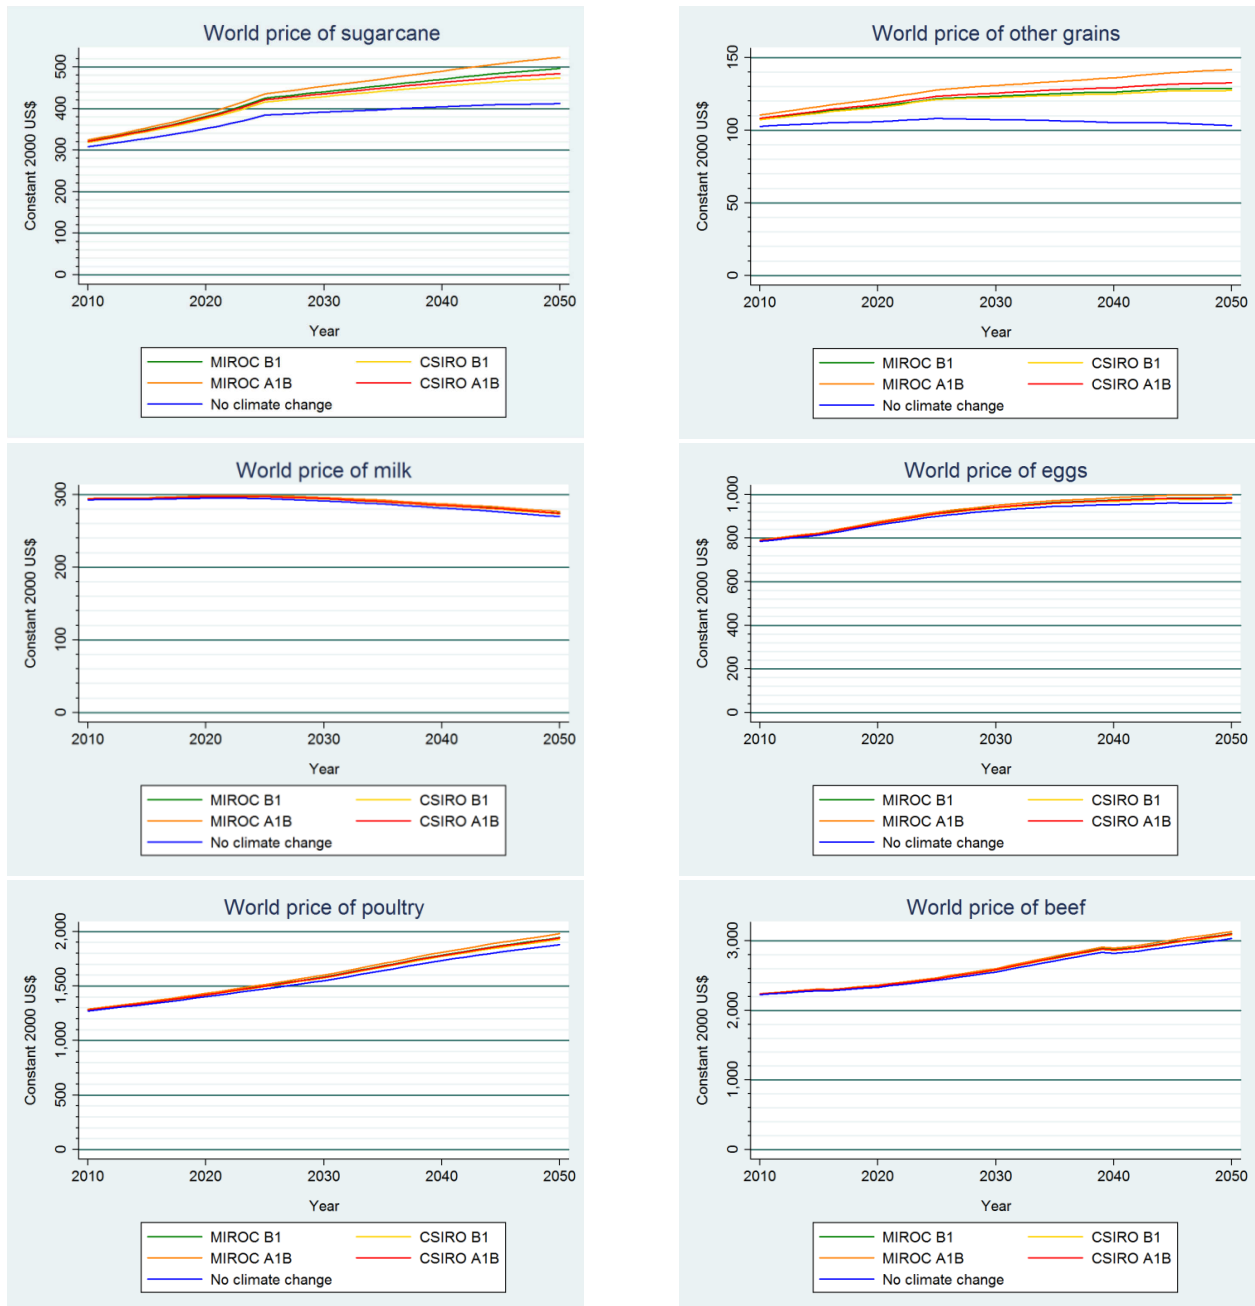 World price of sugarcane
Constant 2000 US$
500
400
300
200
100
0
2010 2020 2030 2040 2050
Year
MIROC B1 CSIRO B1
MIROC A1B CSIRO A1B
No climate change
World price of other grains
Constant 2000 US$
150
100
50
0
2010 2020 2030 2040 2050
Year
MIROC B1 CSIRO B1
MIROC A1B CSIRO A1B
No climate change
World price of milk
Constant 2000 US$
300
200
100
0
2010 2020 2030 2040 2050
Year
MIROC B1 CSIRO B1
MIROC A1B CSIRO A1B
No climate change
World price of eggs
Constant 2000 US$
1,000
800
600
400
200
0
2010 2020 2030 2040 2050
Year
MIROC B1 CSIRO B1
MIROC A1B CSIRO A1B
No climate change
World price of poultry
Constant 2000 US$
2,000
1,500
1,000
500
0
2010 2020 2030 2040 2050
Year
MIROC B1 CSIRO B1
MIROC A1B CSIRO A1B
No climate change
World price of beef
Constant 2000 US$
3,000
2,000
1,000
0
2010 2020 2030 2040 2050
Year
MIROC B1 CSIRO B1
MIROC A1B CSIRO A1B
No climate change